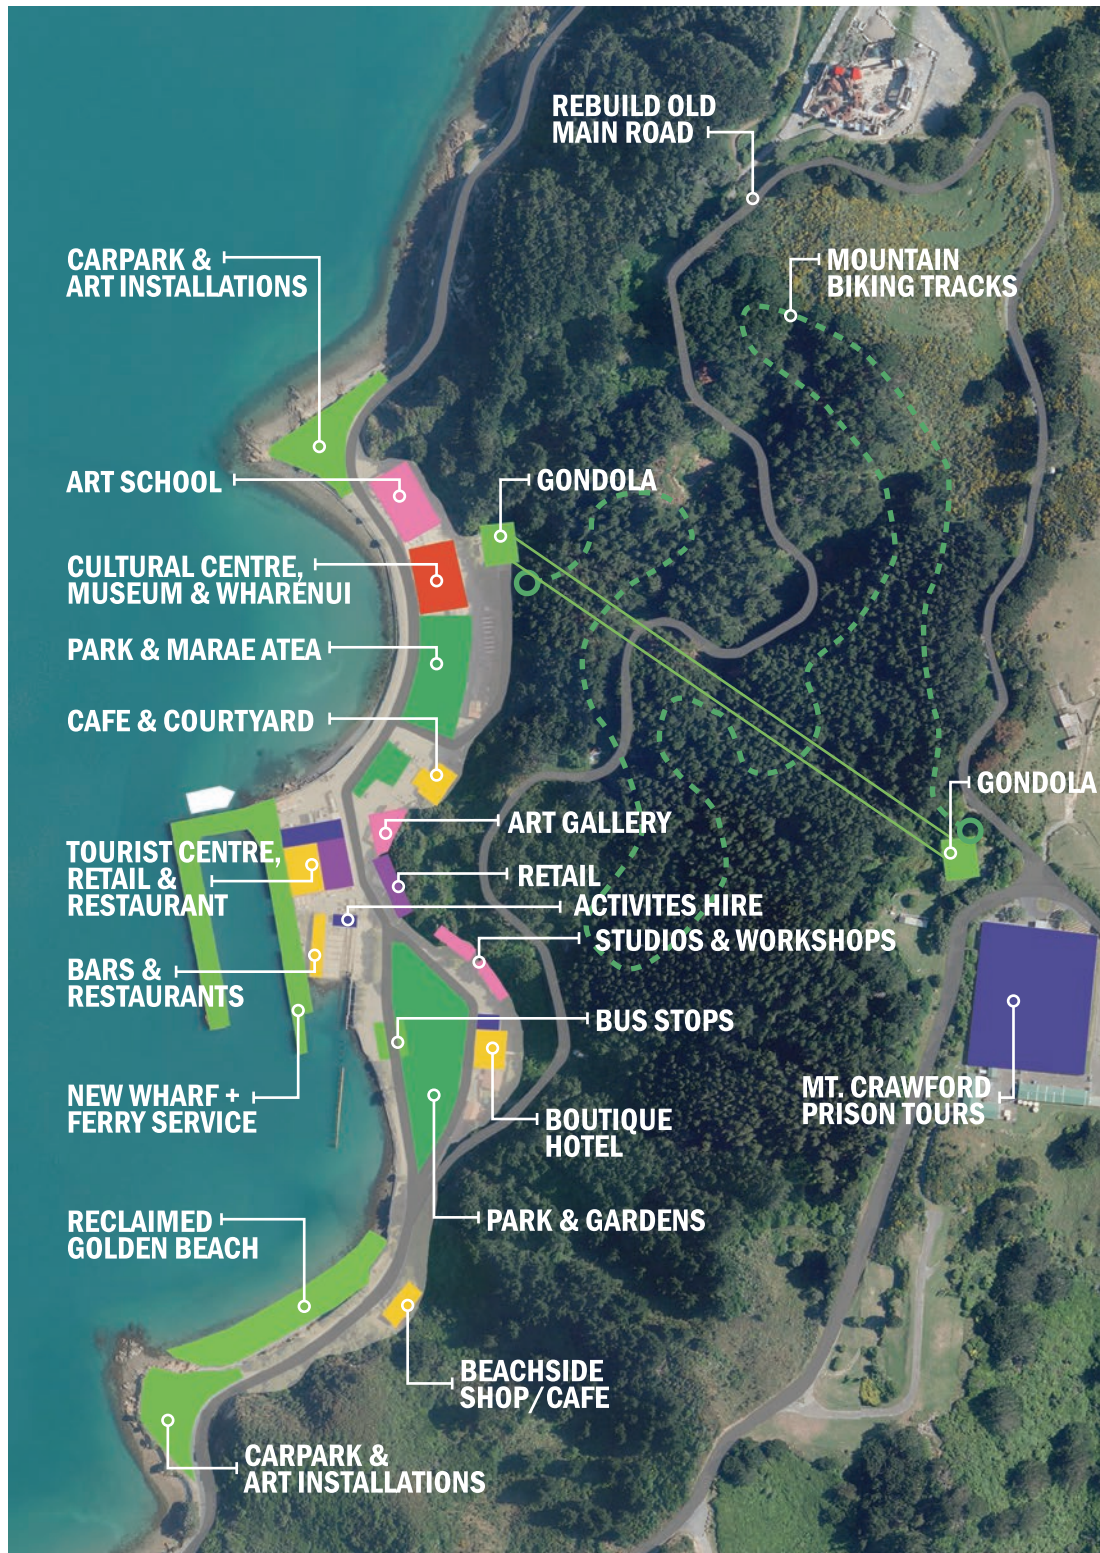 REBUILD OLD
MAIN ROAD
CARPARK &
ART INSTALLATIONS
MOUNTAIN
BIKING TRACKS
ART SCHOOL
GONDOLA
CULTURAL CENTRE,
MUSEUM & WHARENUI
PARK & MARAE ATEA
CAFE & COURTYARD
GONDOLA
ART GALLERY
TOURIST CENTRE,
RETAIL &
RESTAURANT
RETAIL
ACTIVITES HIRE
STUDIOS & WORKSHOPS
BARS &
RESTAURANTS
BUS STOPS
NEW WHARF +
FERRY SERVICE
MT. CRAWFORD
PRISON TOURS
BOUTIQUE
HOTEL
RECLAIMED
GOLDEN BEACH
PARK & GARDENS
BEACHSIDE
SHOP/CAFE
CARPARK &
ART INSTALLATIONS